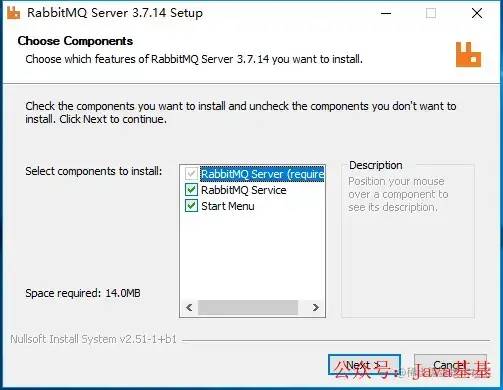 RabbitMQ Server 3.7.14 Setup
Choose Components
Choose which features of RabbitMQ Server 3.7.14 you want to install.
Check the components you want to install and uncheck the components you don't want to
install. Click Next to continue.
Select components to install:
RabbitMQ Server (require
RabbitMQ Service
Start Menu
Description
Position your mouse
over a component to
see its description.
Space required: 14.0MB
Nullsoft Install System v2.51-1+b1
Next >
Cancel
公众号: Java基基